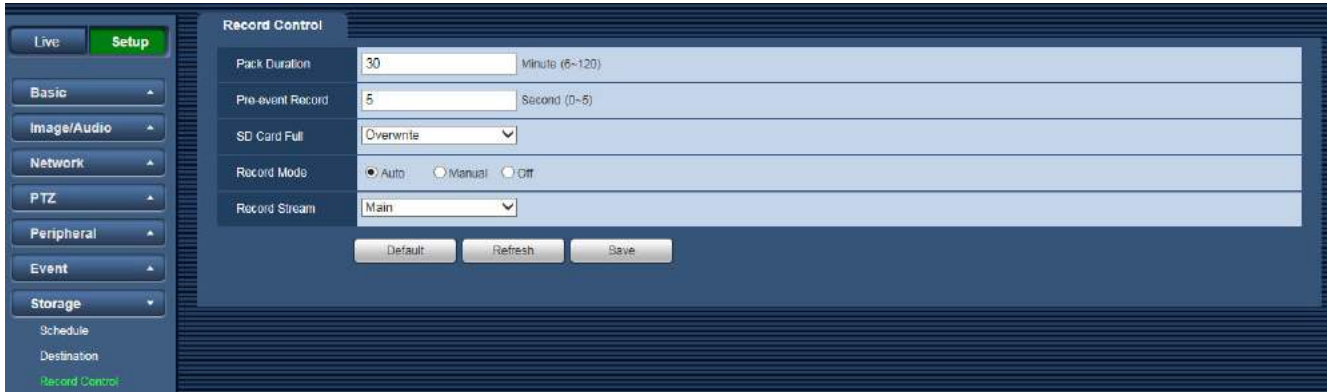 Live Setup
Basic
Image/Audio
Network
PTZ
Peripheral
Event
Storage
Schedule
Destination
Record Control
Record Control
Pack Duration 30 Minute (6~120)
Pre-event Record 5 Second (0~5)
SD Card Full Overwrite
Record Mode Auto Manual Off
Record Stream Main
Default Refresh Save